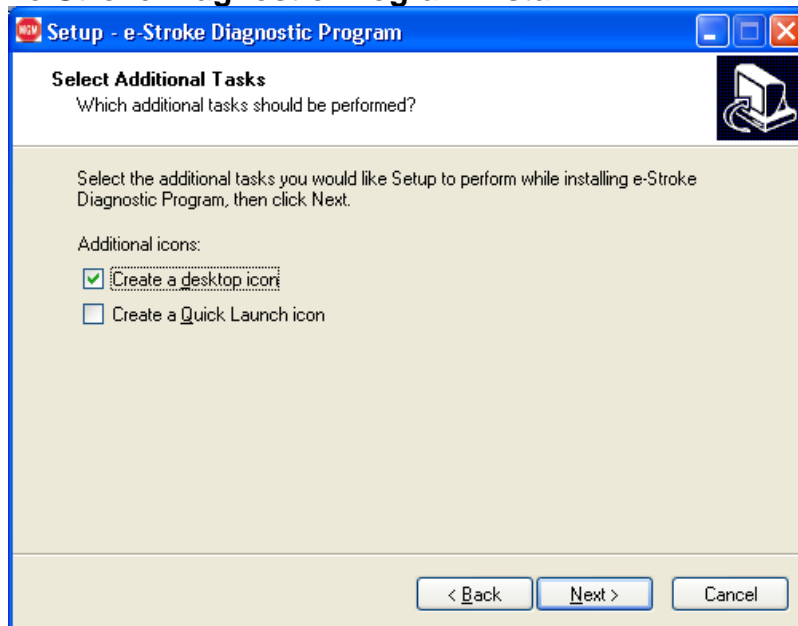 MGM Setup - e-Stroke Diagnostic Program
Select Additional Tasks
Which additional tasks should be performed?
Select the additional tasks you would like Setup to perform while installing e-Stroke
Diagnostic Program, then click Next.
Additional icons:
Create a desktop icon
Create a Quick Launch icon
< Back Next > Cancel